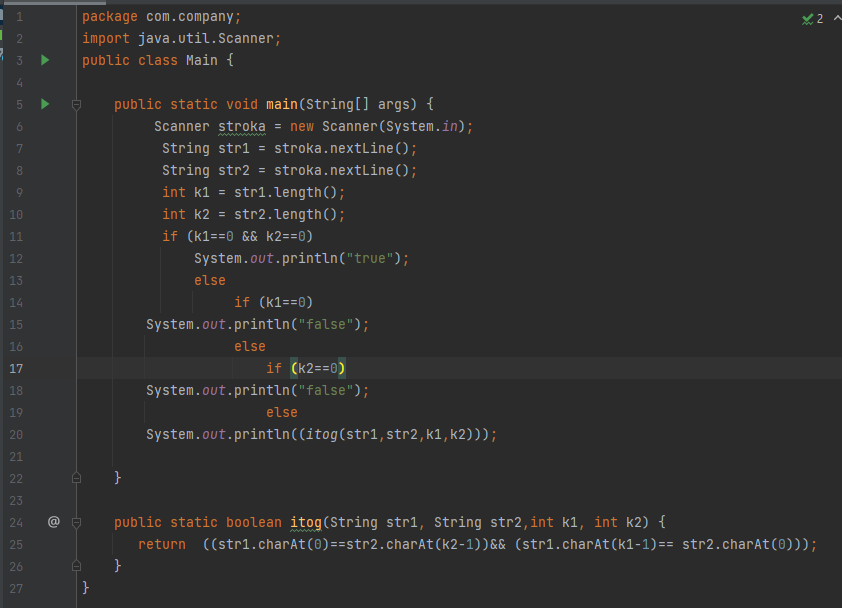 1 package com.company;
2 import java.util.Scanner;
3 public class Main {
4
5 public static void main(String[] args) {
6 Scanner stroka = new Scanner(System.in);
7 String str1 = stroka.nextLine();
8 String str2 = stroka.nextLine();
9 int k1 = str1.length();
10 int k2 = str2.length();
11 if (k1==0 && k2==0)
12 System.out.println("true");
13 else
14 if (k1==0)
15 System.out.println("false");
16 else
17 if (k2==0)
18 System.out.println("false");
19 else
20 System.out.println((itog(str1,str2,k1,k2)));
21
22 }
23
24 @ public static boolean itog(String str1, String str2,int k1, int k2) {
25 return ((str1.charAt(0)==str2.charAt(k2-1))&& (str1.charAt(k1-1)== str2.charAt(0)));
26 }
27 }
2